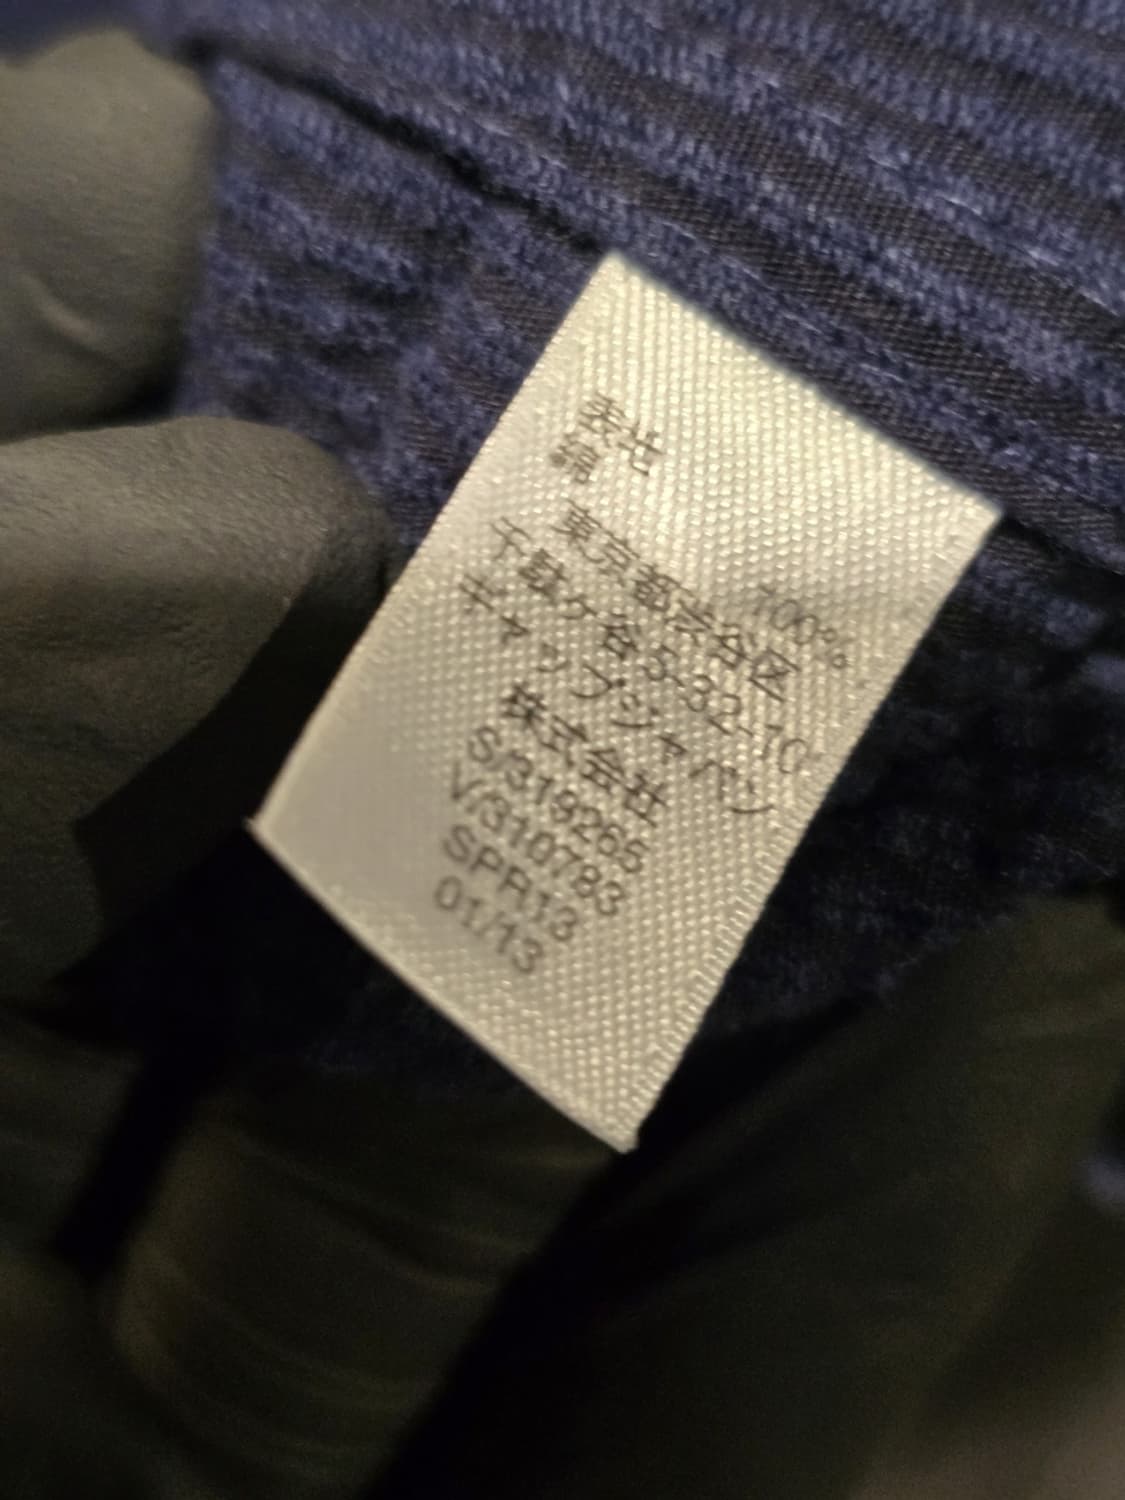 表地
綿 100%
東京都渋谷区
千駄ケ谷5-32-10
ギャップジャパン
株式会社
S/319265
V/310783
SPR13
01/13